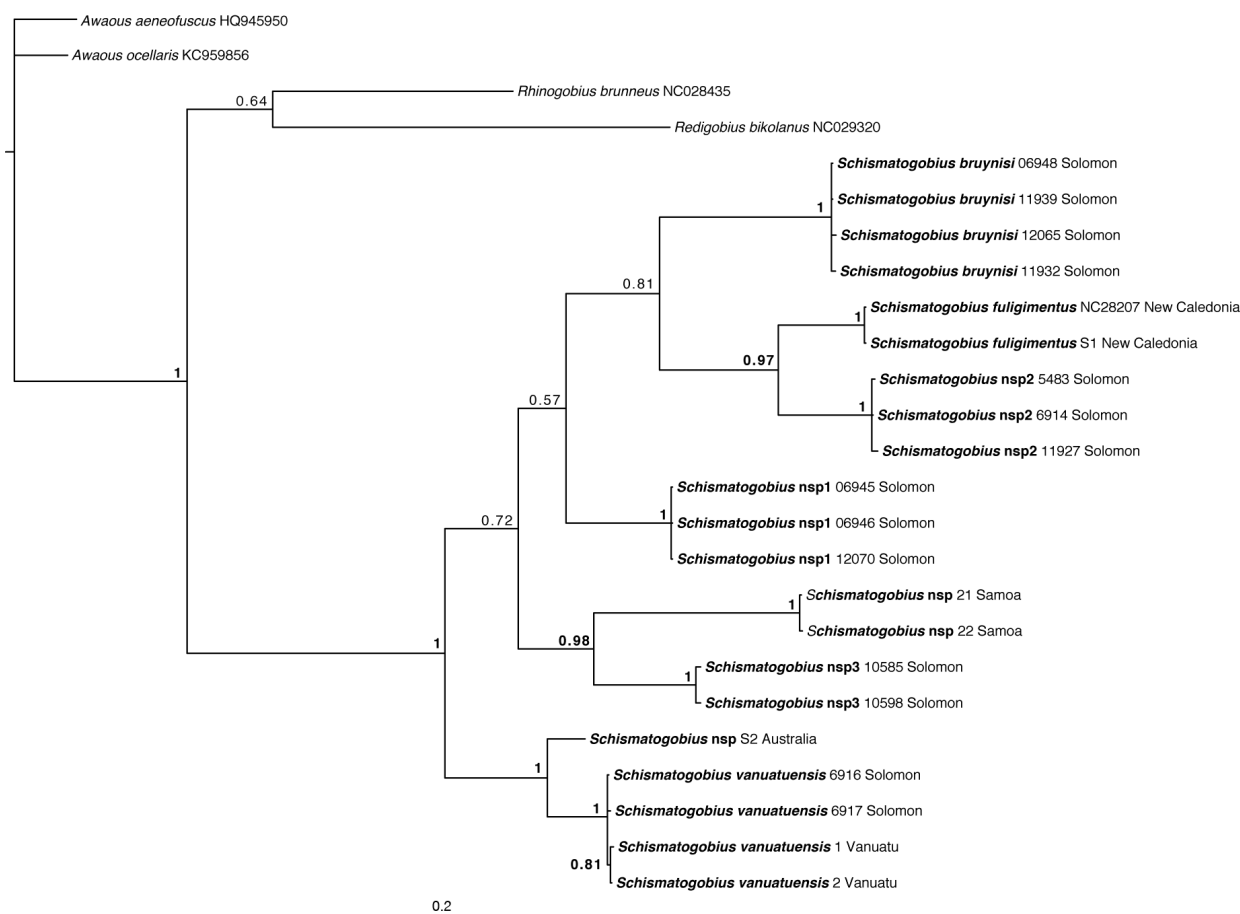 Awaous aeneofuscus HQ945950
Awaous ocellaris KC959856
Rhinogobius brunneus NC028435
0.64
Redigobius bikolanus NC029320
Schismatogobius bruynisi 06948 Solomon
Schismatogobius bruynisi 11939 Solomon
1
Schismatogobius bruynisi 12065 Solomon
Schismatogobius bruynisi 11932 Solomon
0.81
Schismatogobius fuligimentus NC28207 New Caledonia
1
Schismatogobius fuligimentus S1 New Caledonia
0.97
1
Schismatogobius nsp2 5483 Solomon
0.57
1
Schismatogobius nsp2 6914 Solomon
Schismatogobius nsp2 11927 Solomon
Schismatogobius nsp1 06945 Solomon
0.72
1
Schismatogobius nsp1 06946 Solomon
Schismatogobius nsp1 12070 Solomon
Schismatogobius nsp 21 Samoa
1
Schismatogobius nsp 22 Samoa
1
0.98
Schismatogobius nsp3 10585 Solomon
1
Schismatogobius nsp3 10598 Solomon
Schismatogobius nsp S2 Australia
1
Schismatogobius vanuatuensis 6916 Solomon
1
Schismatogobius vanuatuensis 6917 Solomon
Schismatogobius vanuatuensis 1 Vanuatu
0.81
Schismatogobius vanuatuensis 2 Vanuatu
0.2